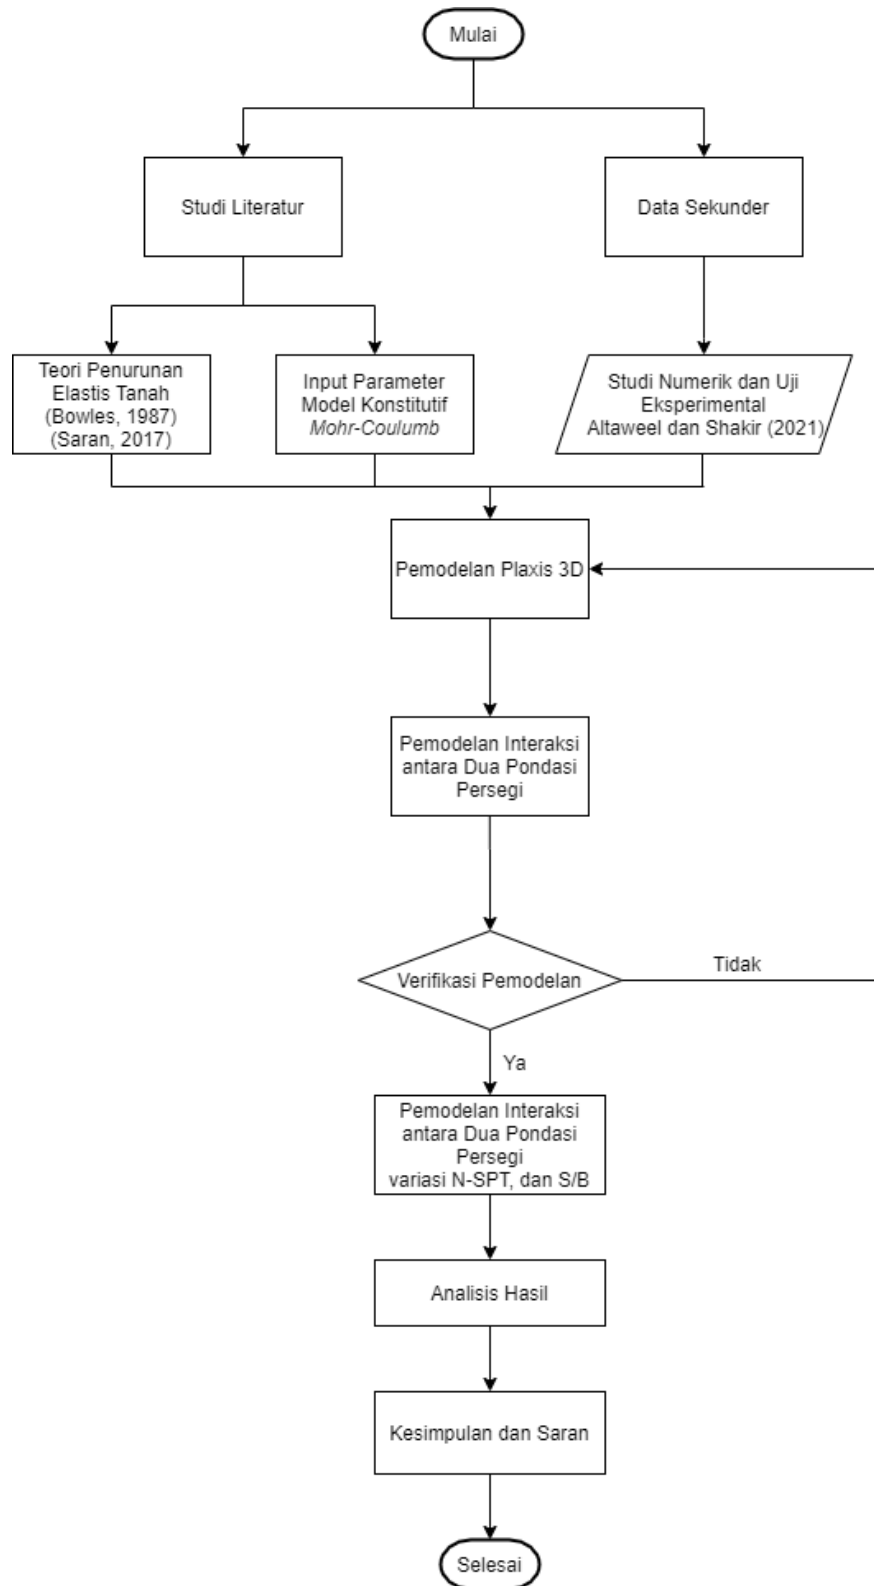 Mulai
Studi Literatur
Data Sekunder
Teori Penurunan
Elastis Tanah
(Bowles, 1987)
(Saran, 2017)
Input Parameter
Model Konstitutif
Mohr-Coulumb
Studi Numerik dan Uji
Eksperimental
Altaweel dan Shakir (2021)
Pemodelan Plaxis 3D
Pemodelan Interaksi
antara Dua Pondasi
Persegi
Verifikasi Pemodelan
Tidak
Ya
Pemodelan Interaksi
antara Dua Pondasi
Persegi
variasi N-SPT, dan S/B
Analisis Hasil
Kesimpulan dan Saran
Selesai